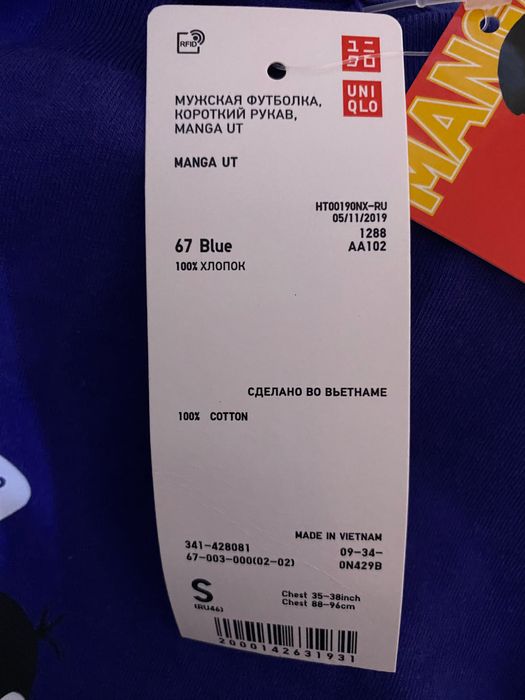 RFID
ユニ
クロ
UNI
QLO
МУЖСКАЯ ФУТБОЛКА,
КОРОТКИЙ РУКАВ,
MANGA UT
MANGA UT
HT00190NX-RU
05/11/2019
1288
67 Blue
AA102
100% ХЛОПОК
СДЕЛАНО ВО ВЬЕТНАМЕ
100% COTTON
MADE IN VIETNAM
341-428081
09-34-
67-003-000(02-02)
0N429B
S
(RU46)
Chest 35-38inch
Chest 88-96cm
2000142631931
MANG